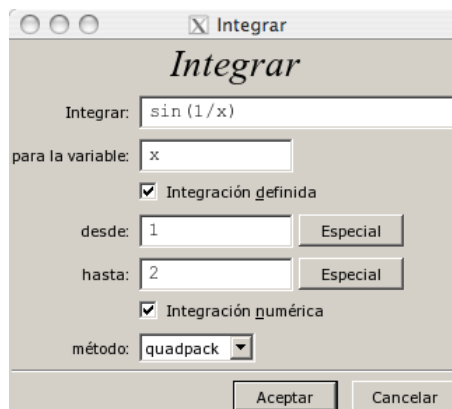 Integrar
Integrar
Integrar: sin(1/x)
para la variable: x
Integración definida
desde: 1 Especial
hasta: 2 Especial
Integración numérica
método: quadpack
Aceptar Cancelar